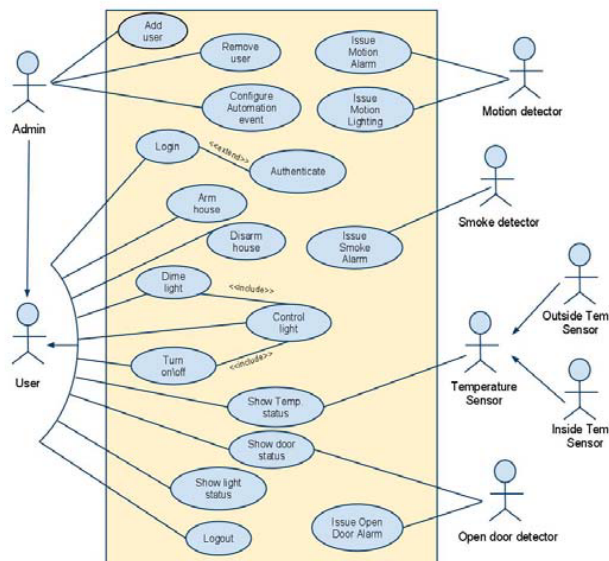 Add
user
Remove
user
Issue
Motion
Alarm
Configure
Automation
event
Issue
Motion
Lighting
Admin
Motion detector
Login
<<extend>>
Authenticate
Arm
house
Disarm
house
Issue
Smoke
Alarm
Smoke detector
Dime
light
<<include>>
Control
light
Outside Tem
Sensor
User
Turn
on\off
<<include>>
Temperature
Sensor
Show Temp.
status
Inside Tem
Sensor
Show door
status
Show light
status
Issue Open
Door Alarm
Logout
Open door detector